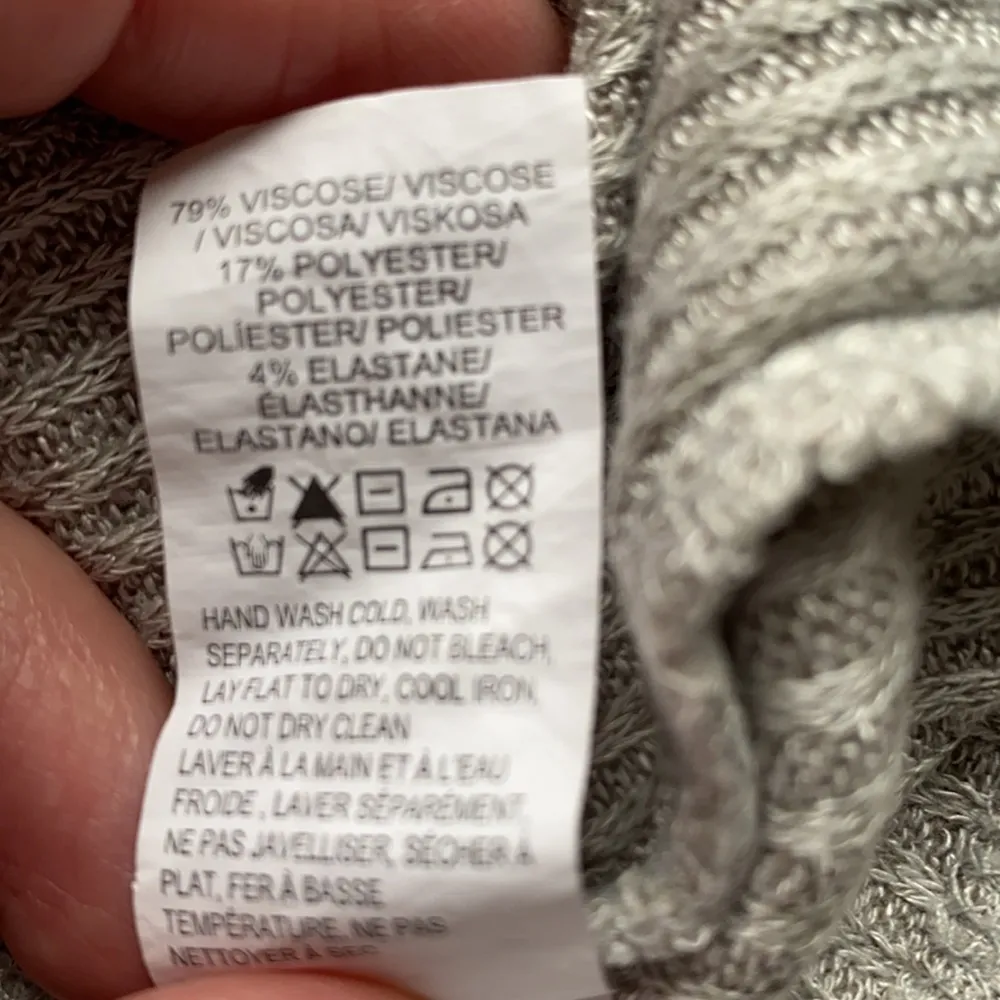 79% VISCOSE/ VISCOSE
/ VISCOSA/ VISKOSA
17% POLYESTER/
POLYESTER/
POLÍESTER/ POLIESTER
4% ELASTANE/
ÉLASTHANNE/
ELASTANO/ ELASTANA
HAND WASH COLD, WASH
SEPARATELY, DO NOT BLEACH,
LAY FLAT TO DRY, COOL IRON,
DO NOT DRY CLEAN
LAVER À LA MAIN ET À L'EAU
FROIDE, LAVER SÉPARÉMENT,
NE PAS JAVELLISER, SÉCHER À
PLAT, FER À BASSE
TEMPÉRATURE, NE PAS
NETTOYER À SEC